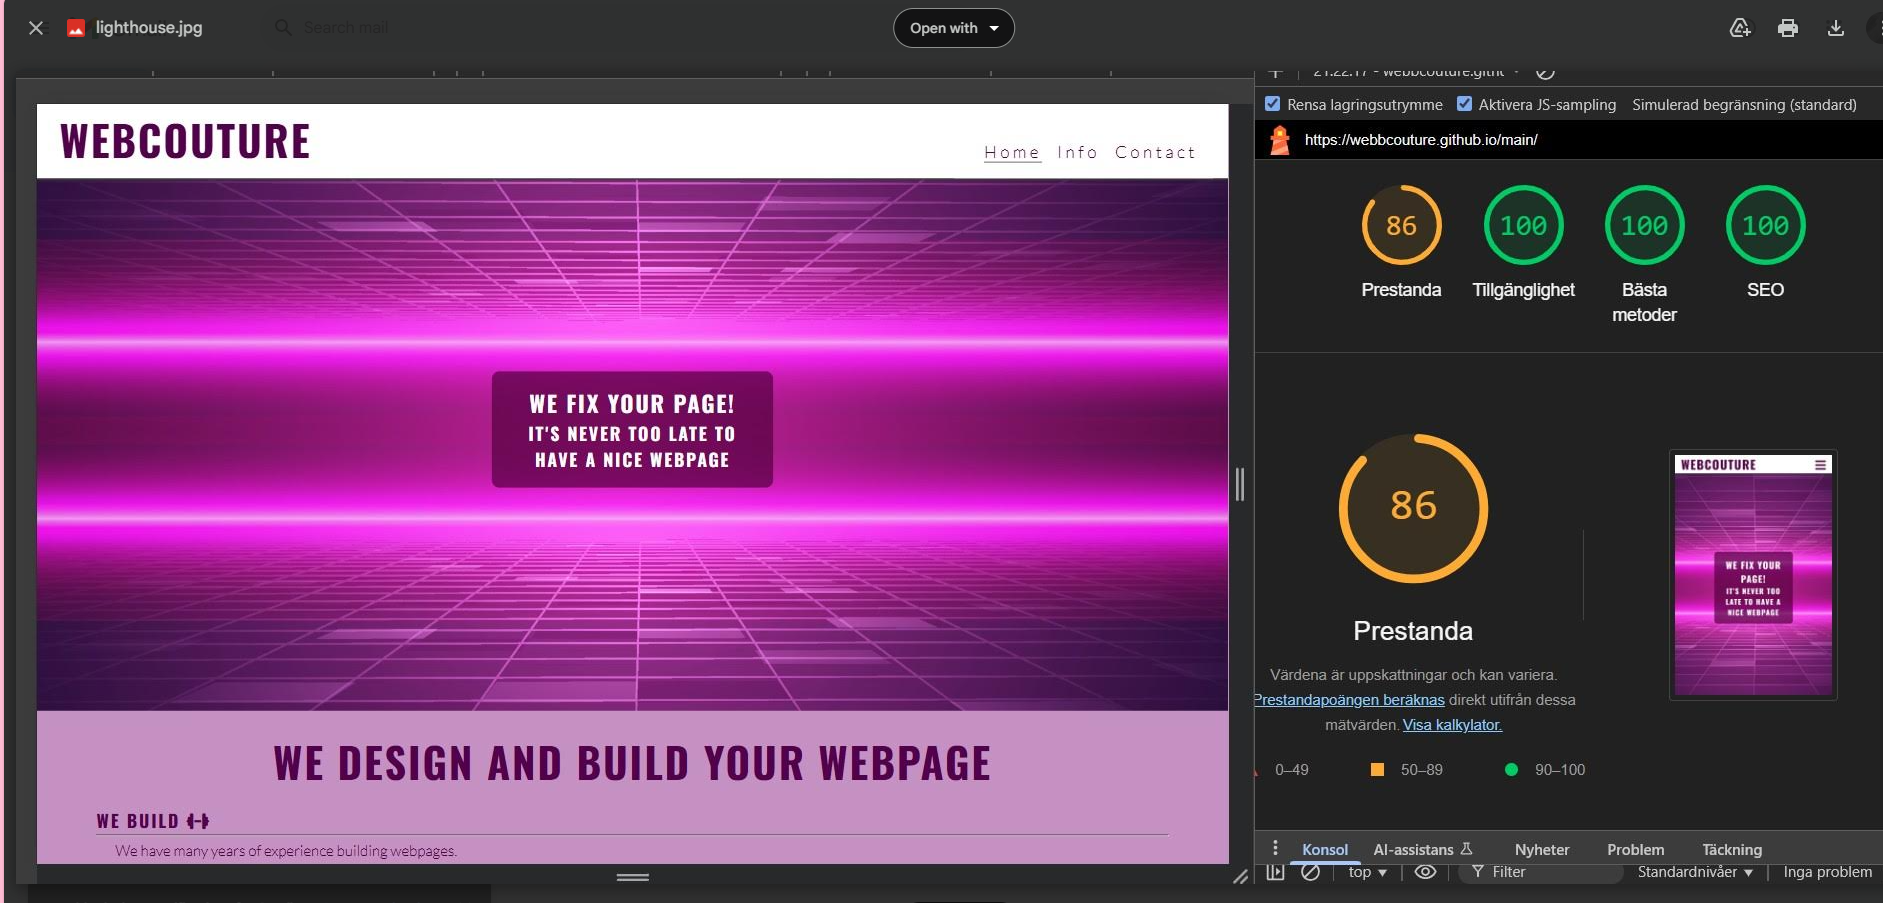 lighthouse.jpg
Search mail
Open with
WEBCOUTURE
Home Info Contact
WE FIX YOUR PAGE!
IT'S NEVER TOO LATE TO
HAVE A NICE WEBPAGE
WE DESIGN AND BUILD YOUR WEBPAGE
WE BUILD
We have many years of experience building webpages.
21:22:17 - webbcouture.gith
Rensa lagringsutrymme Aktivera JS-sampling Simulerad begränsning (standard)
https://webbcouture.github.io/main/
86 100 100 100
Prestanda Tillgänglighet Bästa metoder SEO
86
Prestanda
Värdena är uppskattningar och kan variera.
Prestandapoängen beräknas direkt utifrån dessa
mätvärden. Visa kalkylator.
0–49 50–89 90–100
WEBCOUTURE
WE FIX YOUR
PAGE!
IT'S NEVER TOO
LATE TO HAVE A
NICE WEBPAGE
Konsol AI-assistans Nyheter Problem Täckning
top Filter Standardnivåer Inga problem